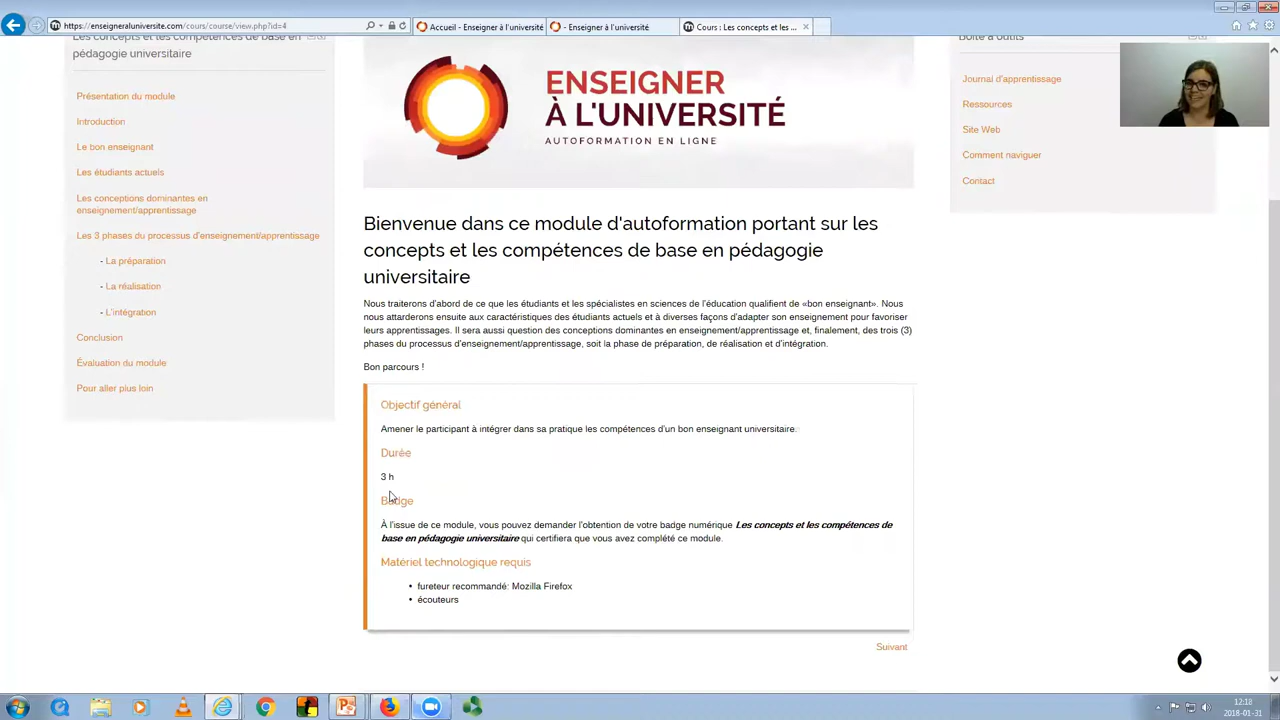 https://enseigneraluniversite.com/cours/course/view.php?id=4
Accueil - Enseigner à l'université
- Enseigner à l'université
Cours : Les concepts et les ...
Les concepts et les compétences de base en
pédagogie universitaire
Présentation du module
Introduction
Le bon enseignant
Les étudiants actuels
Les conceptions dominantes en
enseignement/apprentissage
Les 3 phases du processus d'enseignement/apprentissage
- La préparation
- La réalisation
- L'intégration
Conclusion
Évaluation du module
Pour aller plus loin
ENSEIGNER
À L'UNIVERSITÉ
AUTOFORMATION EN LIGNE
Bienvenue dans ce module d'autoformation portant sur les
concepts et les compétences de base en pédagogie
universitaire
Nous traiterons d'abord de ce que les étudiants et les spécialistes en sciences de l'éducation qualifient de «bon enseignant». Nous
nous attarderons ensuite aux caractéristiques des étudiants actuels et à diverses façons d'adapter son enseignement pour favoriser
leurs apprentissages. Il sera aussi question des conceptions dominantes en enseignement/apprentissage et, finalement, des trois (3)
phases du processus d'enseignement/apprentissage, soit la phase de préparation, de réalisation et d'intégration.
Bon parcours !
Objectif général
Amener le participant à intégrer dans sa pratique les compétences d'un bon enseignant universitaire.
Durée
3 h
Badge
À l'issue de ce module, vous pouvez demander l'obtention de votre badge numérique Les concepts et les compétences de
base en pédagogie universitaire qui certifiera que vous avez complété ce module.
Matériel technologique requis
• fureteur recommandé: Mozilla Firefox
• écouteurs
Suivant
Boîte à outils
Journal d'apprentissage
Ressources
Site Web
Comment naviguer
Contact
12:18
2018-01-31